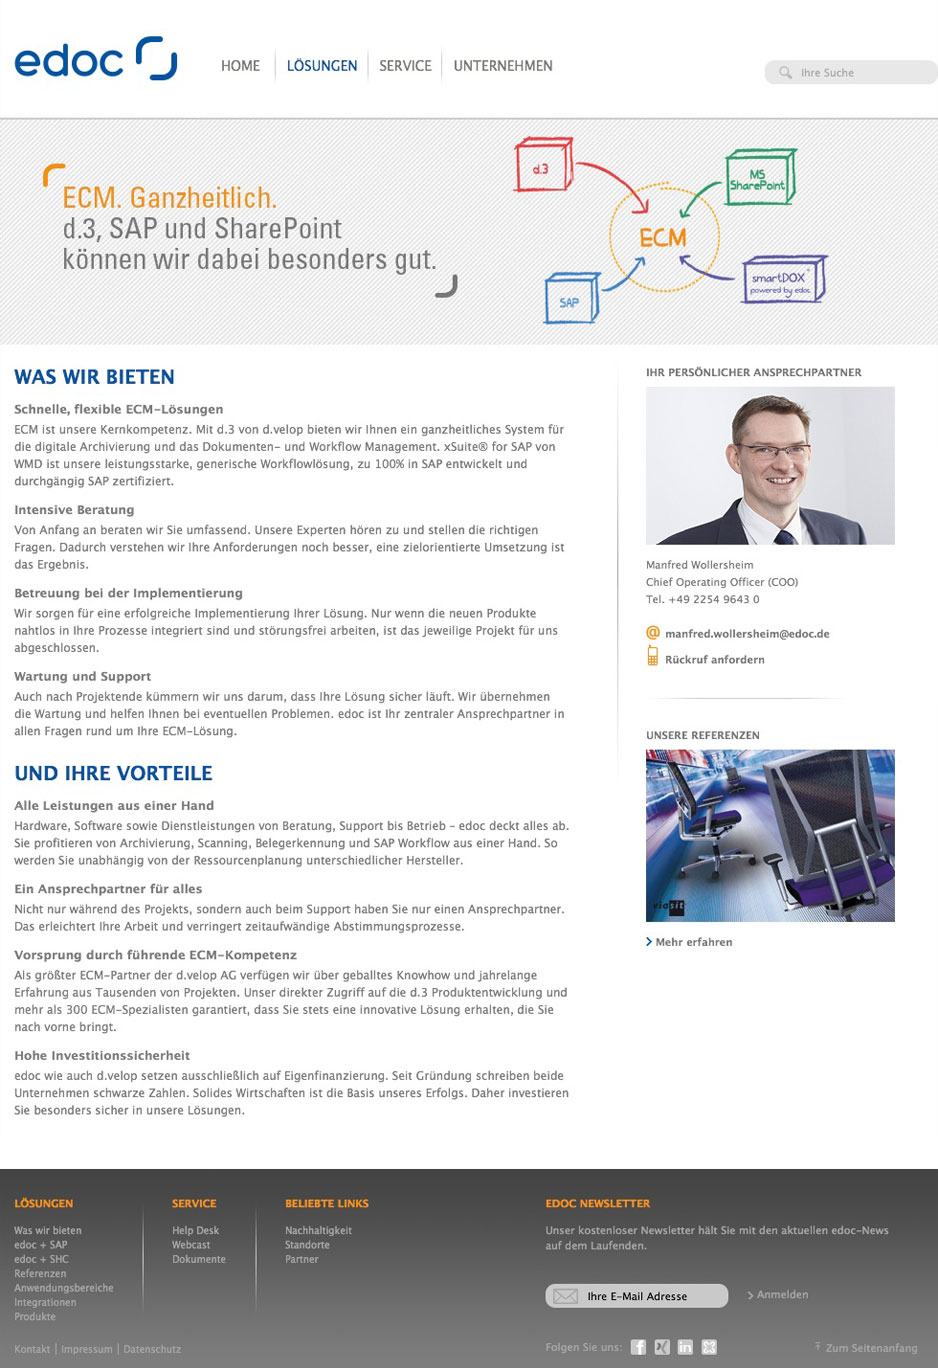 edoc
HOME
LÖSUNGEN
SERVICE
UNTERNEHMEN
Ihre Suche
ECM. Ganzheitlich.
d.3, SAP und SharePoint
können wir dabei besonders gut.
d.3
MS
SharePoint
ECM
SAP
smartDOX+
powered by edoc
WAS WIR BIETEN
Schnelle, flexible ECM-Lösungen
ECM ist unsere Kernkompetenz. Mit d.3 von d.velop bieten wir Ihnen ein ganzheitliches System für
die digitale Archivierung und das Dokumenten- und Workflow Management. xSuite® for SAP von
WMD ist unsere leistungsstarke, generische Workflowlösung, zu 100% in SAP entwickelt und
durchgängig SAP zertifiziert.
Intensive Beratung
Von Anfang an beraten wir Sie umfassend. Unsere Experten hören zu und stellen die richtigen
Fragen. Dadurch verstehen wir Ihre Anforderungen noch besser, eine zielorientierte Umsetzung ist
das Ergebnis.
Betreuung bei der Implementierung
Wir sorgen für eine erfolgreiche Implementierung Ihrer Lösung. Nur wenn die neuen Produkte
nahtlos in Ihre Prozesse integriert sind und störungsfrei arbeiten, ist das jeweilige Projekt für uns
abgeschlossen.
Wartung und Support
Auch nach Projektende kümmern wir uns darum, dass Ihre Lösung sicher läuft. Wir übernehmen
die Wartung und helfen Ihnen bei eventuellen Problemen. edoc ist Ihr zentraler Ansprechpartner in
allen Fragen rund um Ihre ECM-Lösung.
UND IHRE VORTEILE
Alle Leistungen aus einer Hand
Hardware, Software sowie Dienstleistungen von Beratung, Support bis Betrieb – edoc deckt alles ab.
Sie profitieren von Archivierung, Scanning, Belegerkennung und SAP Workflow aus einer Hand. So
werden Sie unabhängig von der Ressourcenplanung unterschiedlicher Hersteller.
Ein Ansprechpartner für alles
Nicht nur während des Projekts, sondern auch beim Support haben Sie nur einen Ansprechpartner.
Das erleichtert Ihre Arbeit und verringert zeitaufwändige Abstimmungsprozesse.
Vorsprung durch führende ECM-Kompetenz
Als größter ECM-Partner der d.velop AG verfügen wir über geballtes Knowhow und jahrelange
Erfahrung aus Tausenden von Projekten. Unser direkter Zugriff auf die d.3 Produktentwicklung und
mehr als 300 ECM-Spezialisten garantiert, dass Sie stets eine innovative Lösung erhalten, die Sie
nach vorne bringt.
Hohe Investitionssicherheit
edoc wie auch d.velop setzen ausschließlich auf Eigenfinanzierung. Seit Gründung schreiben beide
Unternehmen schwarze Zahlen. Solides Wirtschaften ist die Basis unseres Erfolgs. Daher investieren
Sie besonders sicher in unsere Lösungen.
IHR PERSÖNLICHER ANSPRECHPARTNER
Manfred Wollersheim
Chief Operating Officer (COO)
Tel. +49 2254 9643 0
@ manfred.wollersheim@edoc.de
Rückruf anfordern
UNSERE REFERENZEN
viasit
Mehr erfahren
LÖSUNGEN
Was wir bieten
edoc + SAP
edoc + SHC
Referenzen
Anwendungsbereiche
Integrationen
Produkte
SERVICE
Help Desk
Webcast
Dokumente
BELIEBTE LINKS
Nachhaltigkeit
Standorte
Partner
EDOC NEWSLETTER
Unser kostenloser Newsletter hält Sie mit den aktuellen edoc-News
auf dem Laufenden.
Ihre E-Mail Adresse
Anmelden
Kontakt | Impressum | Datenschutz
Folgen Sie uns:
Zum Seitenanfang